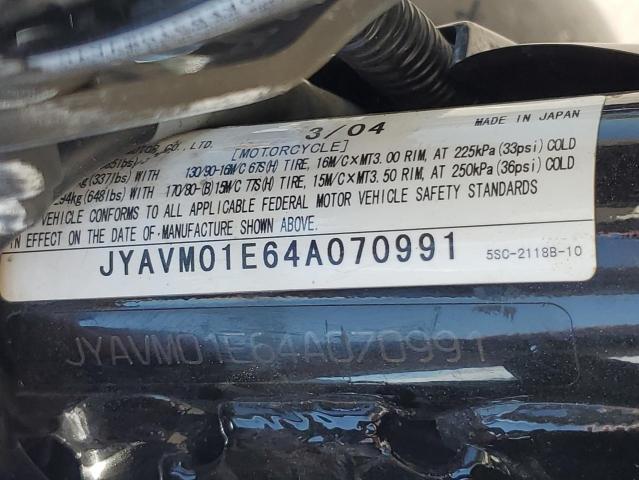 CO., LTD. 3/04 MADE IN JAPAN
[MOTORCYCLE]
(337lbs) WITH 130/90-16M/C 67S(H) TIRE, 16M/C×MT3.00 RIM, AT 225kPa(33psi) COLD
294kg(648lbs) WITH 170/80-(B)15M/C 77S(H) TIRE, 15M/C×MT3.50 RIM, AT 250kPa(36psi) COLD
VEHICLE CONFORMS TO ALL APPLICABLE FEDERAL MOTOR VEHICLE SAFETY STANDARDS
IN EFFECT ON THE DATE OF MANUFACTURE SHOWN ABOVE.
JYAVM01E64A070991 5SC-2118B-10
JYAVM01E64A070991